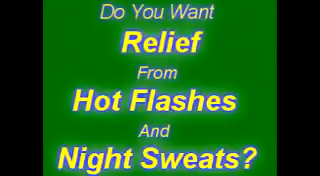 Do You Want
Relief
From
Hot Flashes
And
Night Sweats?